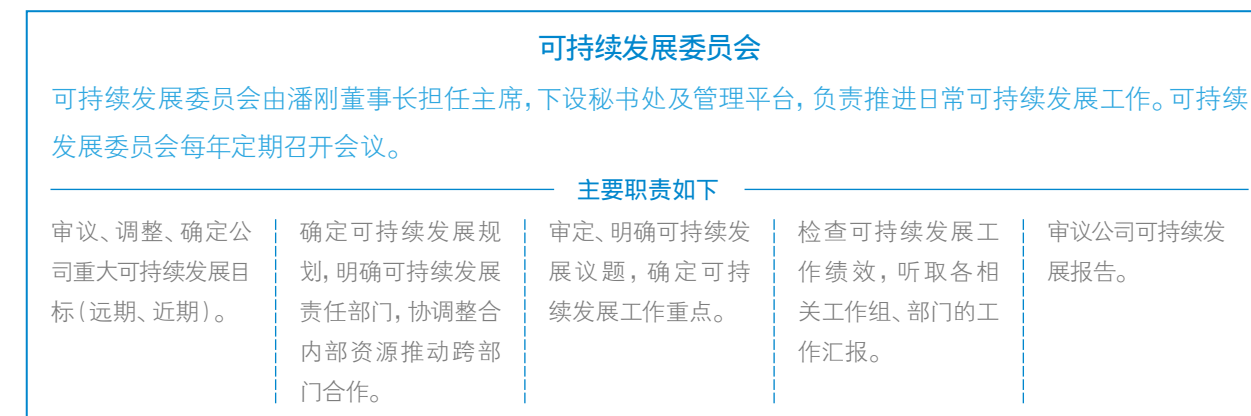 可持续发展委员会
可持续发展委员会由潘刚董事长担任主席，下设秘书处及管理平台，负责推进日常可持续发展工作。可持续
发展委员会每年定期召开会议。
主要职责如下
审议、调整、确定公
司重大可持续发展目
标（远期、近期）。
确定可持续发展规
划，明确可持续发展
责任部门，协调整合
内部资源推动跨部
门合作。
审定、明确可持续发
展议题，确定可持
续发展工作重点。
检查可持续发展工
作绩效，听取各相
关工作组、部门的工
作汇报。
审议公司可持续发
展报告。